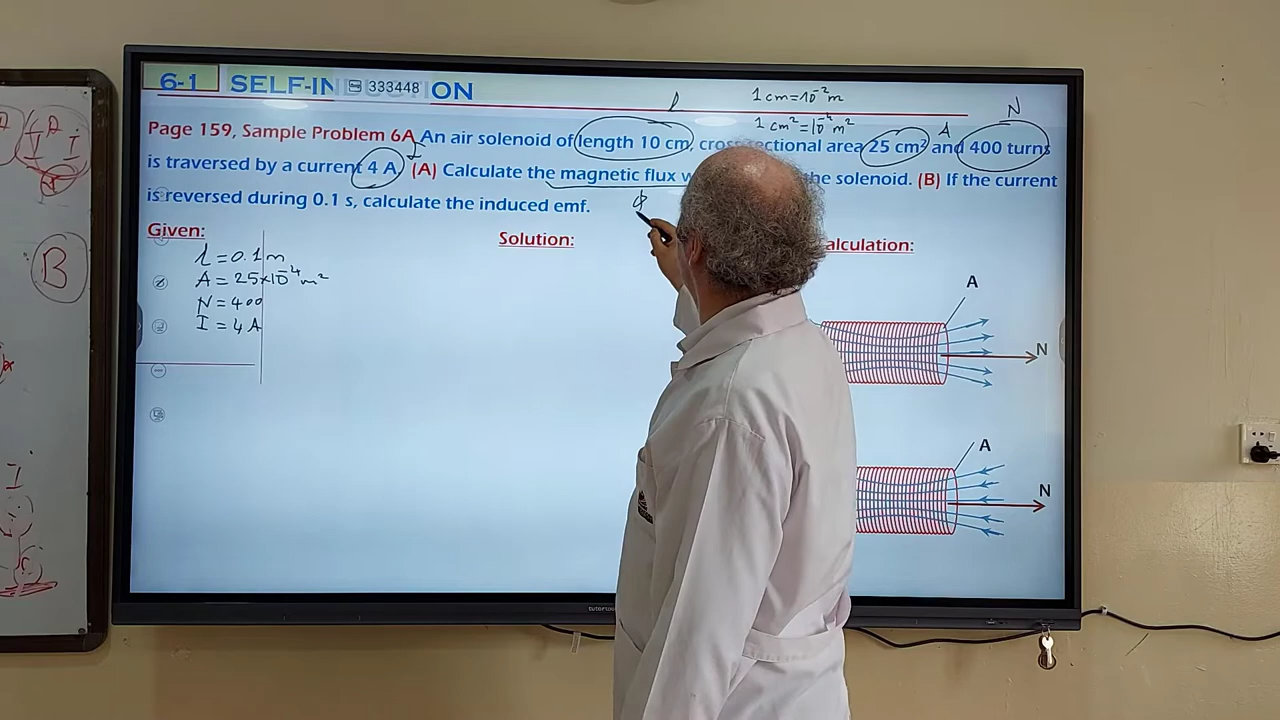 6-1 SELF-IN 333448 ON
l 1 cm = 10⁻² m N
1 cm² = 10⁻⁴ m² A
Page 159, Sample Problem 6A, An air solenoid of length 10 cm, cross sectional area 25 cm² and 400 turns
I
is traversed by a current 4 A. (A) Calculate the magnetic flux the solenoid. (B) If the current
is reversed during 0.1 s, calculate the induced emf.
ϕ
Given: Solution: alculation:
l = 0.1 m
A = 25×10⁻⁴ m²
N = 400
I = 4 A
A
N
A
N
B
I I
I